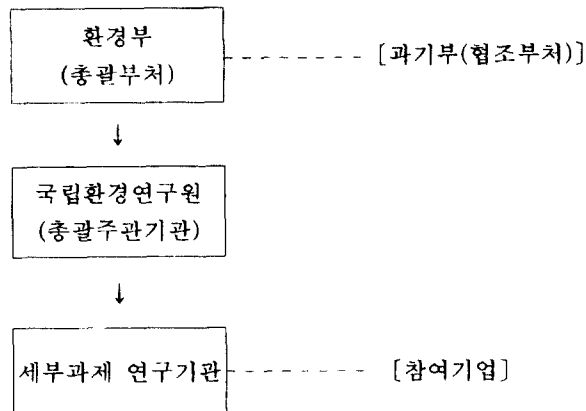 환경부
(총괄부처)
[과기부(협조부처)]
↓
국립환경연구원
(총괄주관기관)
↓
세부과제 연구기관
[참여기업]